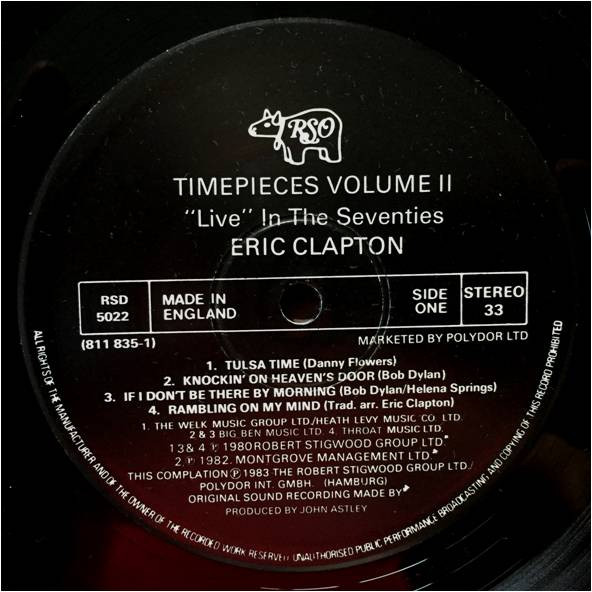 RSO
TIMEPIECES VOLUME II
"Live" In The Seventies
ERIC CLAPTON
RSD
5022
MADE IN
ENGLAND
SIDE
ONE
STEREO
33
(811 835-1)
MARKETED BY POLYDOR LTD
1. TULSA TIME (Danny Flowers)
2. KNOCKIN' ON HEAVEN'S DOOR (Bob Dylan)
3. IF I DON'T BE THERE BY MORNING (Bob Dylan/Helena Springs)
4. RAMBLING ON MY MIND (Trad. arr. Eric Clapton)
1. THE WELK MUSIC GROUP LTD/HEATH LEVY MUSIC CO. LTD.
2 & 3 BIG BEN MUSIC LTD. 4. THROAT MUSIC LTD.
1 3 & 4 ℗ 1980 ROBERT STIGWOOD GROUP LTD.*
2. ℗ 1982. MONTGROVE MANAGEMENT LTD.*
THIS COMPLATION ℗ 1983 THE ROBERT STIGWOOD GROUP LTD./
POLYDOR INT. GMBH. (HAMBURG)
ORIGINAL SOUND RECORDING MADE BY*
PRODUCED BY JOHN ASTLEY
ALL RIGHTS OF THE MANUFACTURER AND OF THE OWNER OF THE RECORDED WORK RESERVED UNAUTHORISED PUBLIC PERFORMANCE BROADCASTING AND COPYING OF THIS RECORD PROHIBITED